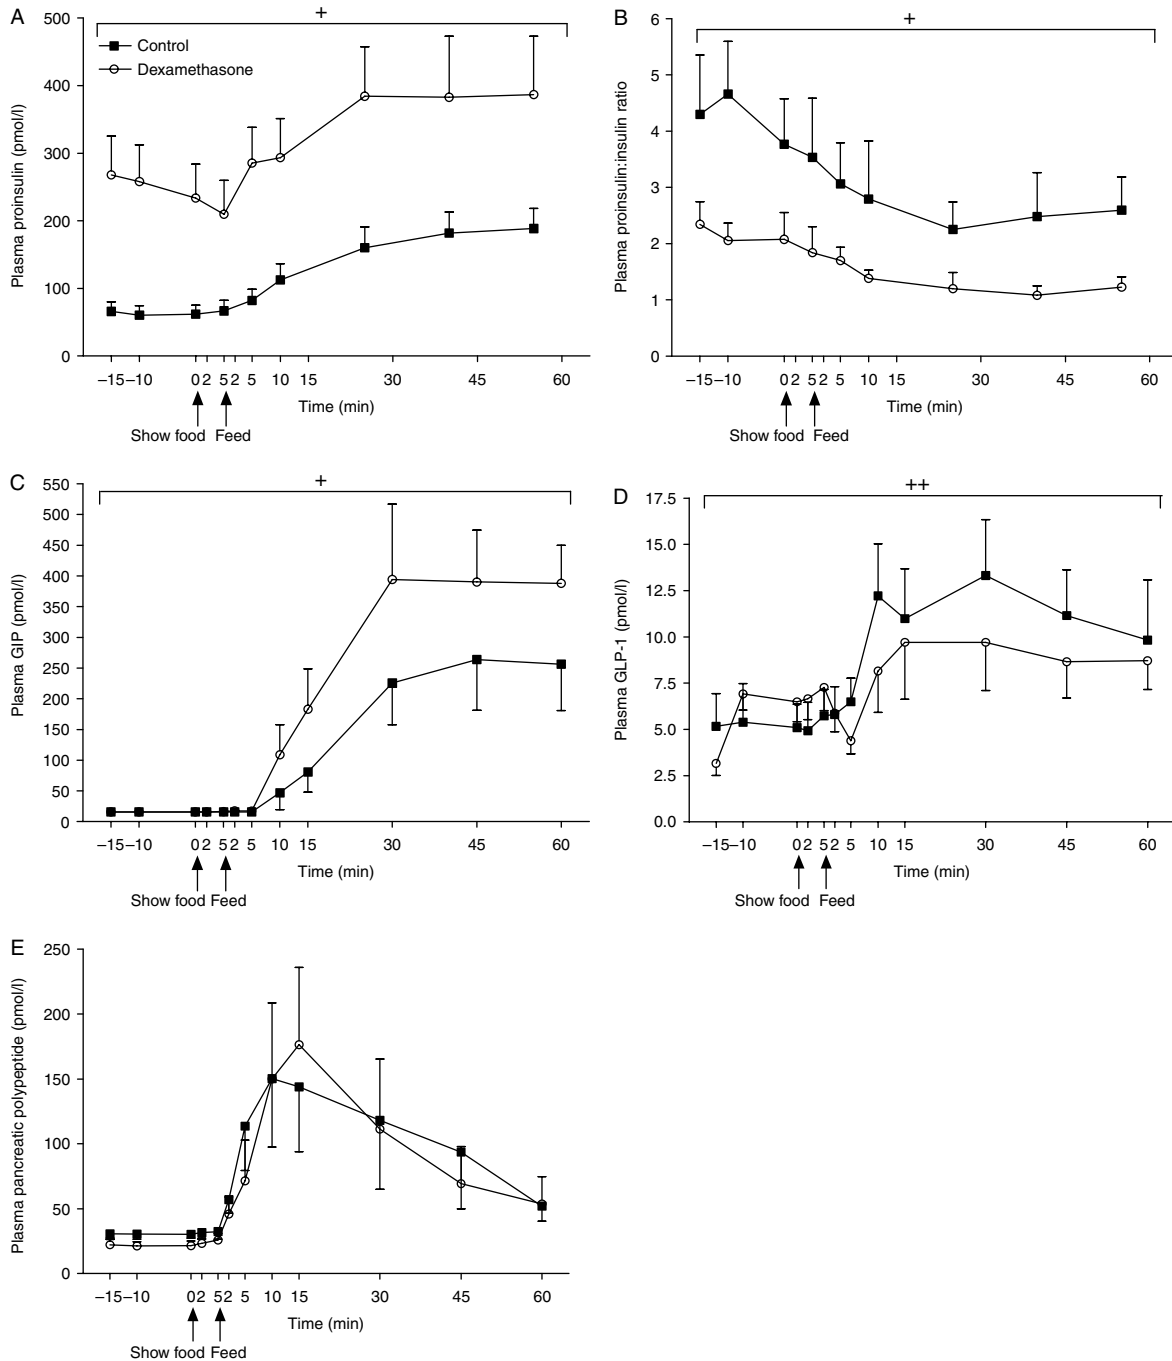 A
+
Plasma proinsulin (pmol/l)
500
400
300
200
100
0
Control
Dexamethasone
–15 –10 0 2 5 2 5 10 15 30 45 60
Time (min)
Show food Feed
B
+
Plasma proinsulin:insulin ratio
6
5
4
3
2
1
0
–15 –10 0 2 5 2 5 10 15 30 45 60
Time (min)
Show food Feed
C
+
Plasma GIP (pmol/l)
550
500
450
400
350
300
250
200
150
100
50
0
–15 –10 0 2 5 2 5 10 15 30 45 60
Time (min)
Show food Feed
D
++
Plasma GLP-1 (pmol/l)
17.5
15.0
12.5
10.0
7.5
5.0
2.5
0.0
–15 –10 0 2 5 2 5 10 15 30 45 60
Time (min)
Show food Feed
E
Plasma pancreatic polypeptide (pmol/l)
250
200
150
100
50
0
–15 –10 0 2 5 2 5 10 15 30 45 60
Time (min)
Show food Feed